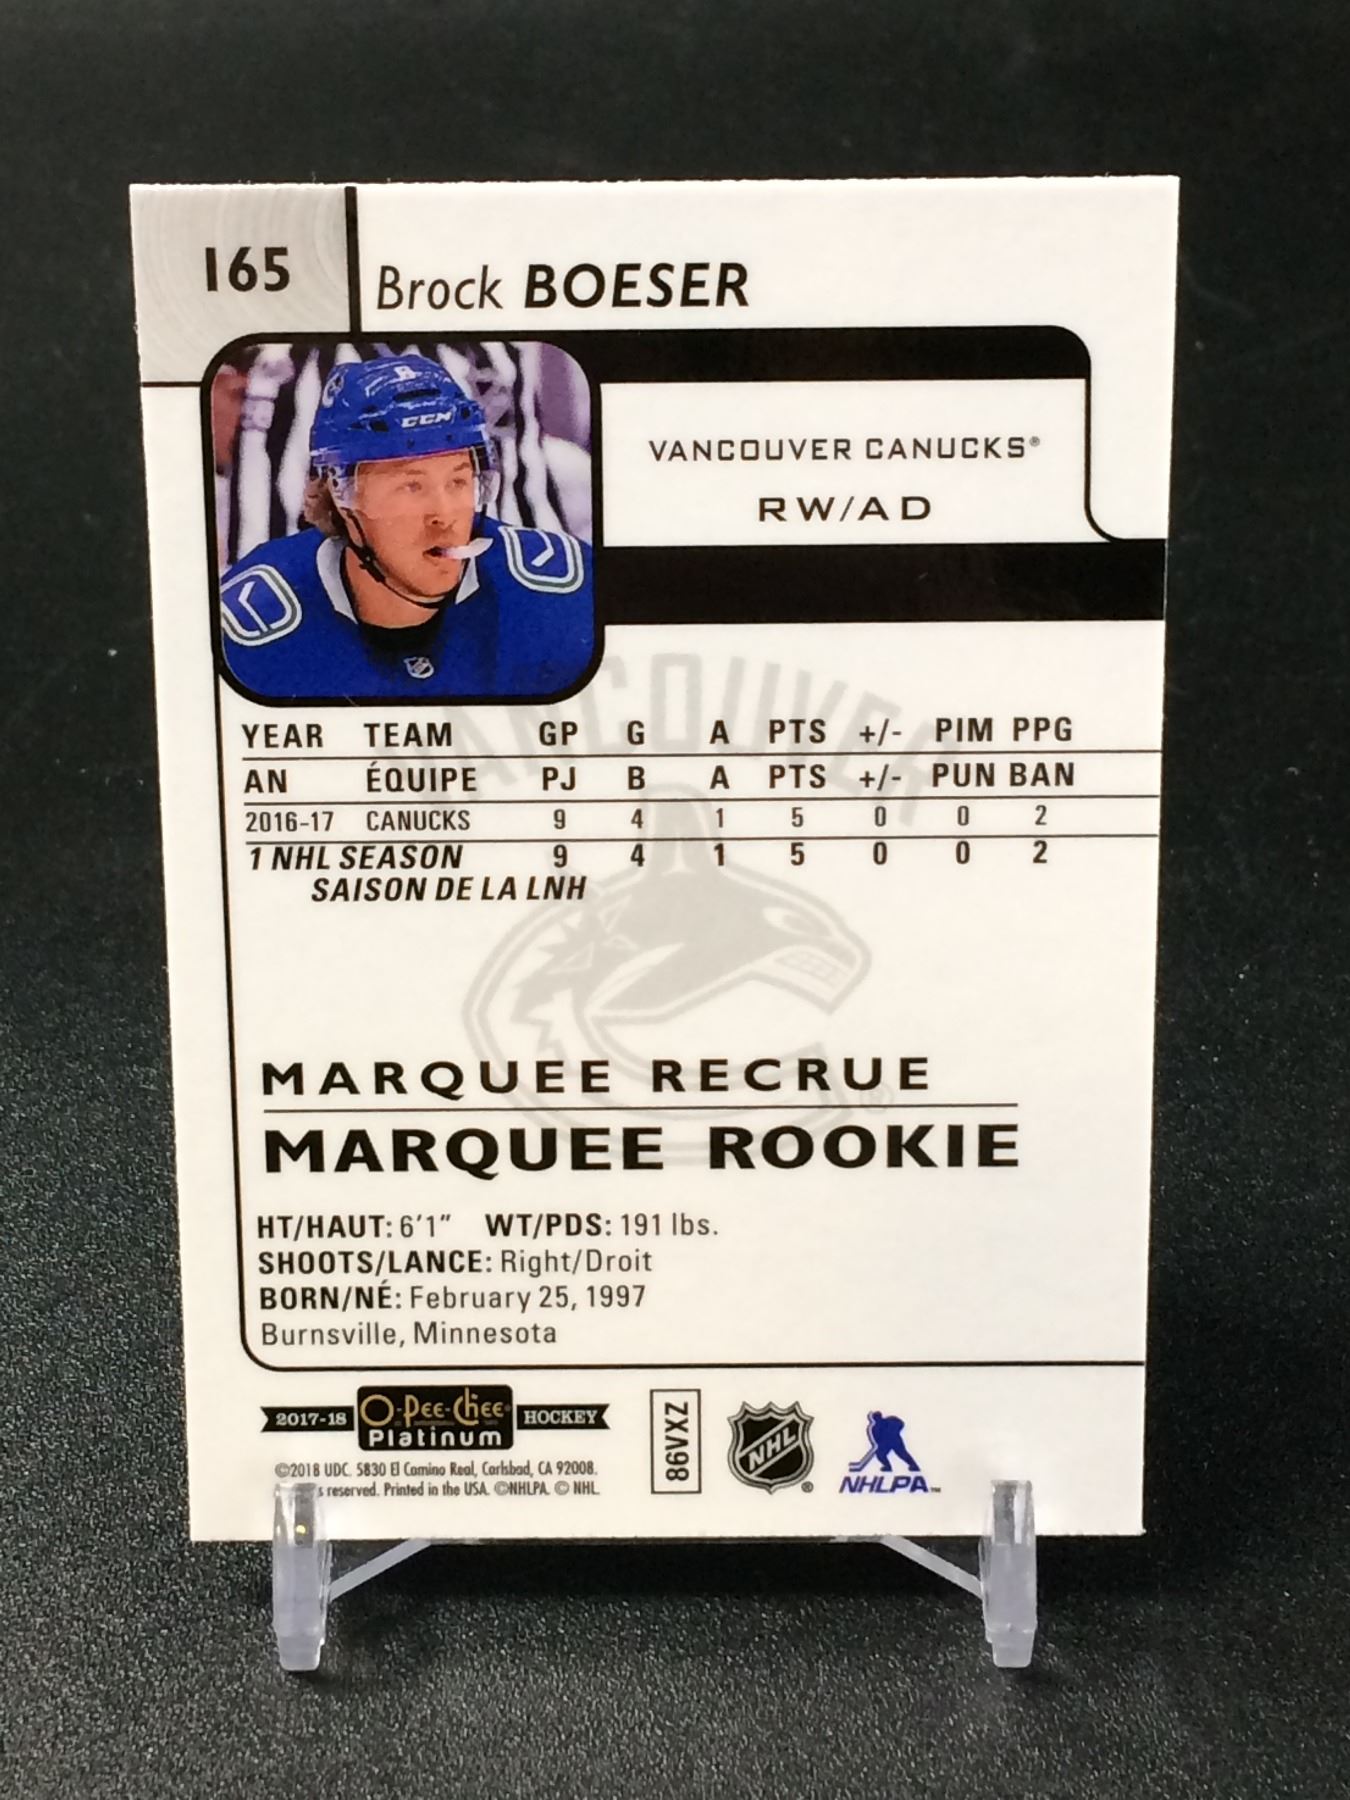 165
Brock BOESER
CCM
VANCOUVER CANUCKS®
RW/AD
VANCOUVER
YEAR TEAM GP G A PTS +/- PIM PPG
AN ÉQUIPE PJ B A PTS +/- PUN BAN
2016-17 CANUCKS 9 4 1 5 0 0 2
1 NHL SEASON 9 4 1 5 0 0 2
SAISON DE LA LNH
MARQUEE RECRUE
MARQUEE ROOKIE
HT/HAUT: 6'1" WT/PDS: 191 lbs.
SHOOTS/LANCE: Right/Droit
BORN/NÉ: February 25, 1997
Burnsville, Minnesota
2017-18 O-Pee-Chee Platinum HOCKEY
86VXZ
NHL®
NHLPA™
©2018 UDC. 5830 El Camino Real, Carlsbad, CA 92008.
reserved. Printed in the USA. ©NHLPA. © NHL.